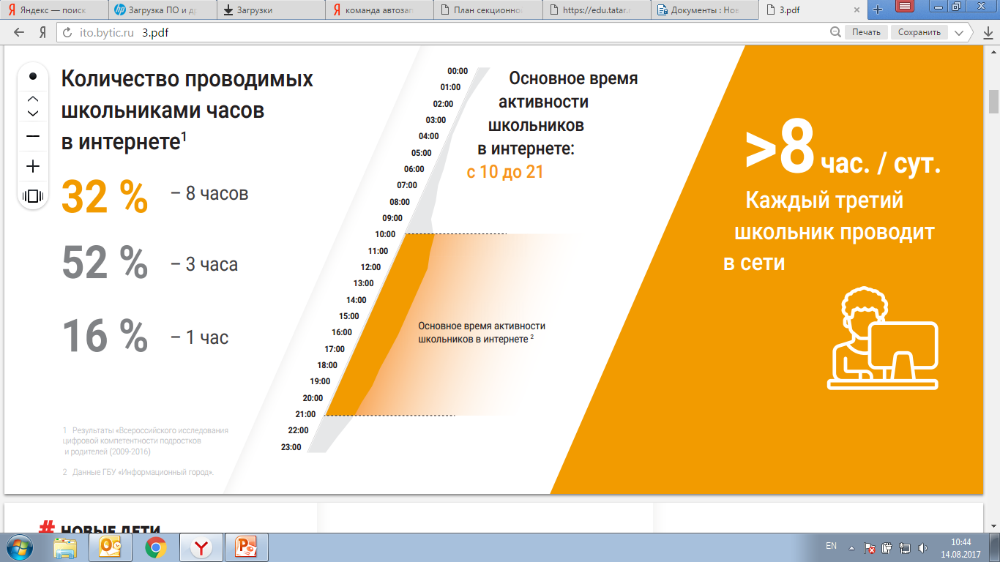 Яндекс — поиск
Загрузка ПО и др
Загрузки
команда автозап
План секционног
https://edu.tatar.r
Документы : Нов
3.pdf
ito.bytic.ru 3.pdf
Печать
Сохранить
Количество проводимых
школьниками часов
в интернете¹
32 % – 8 часов
52 % – 3 часа
16 % – 1 час
1 Результаты «Всероссийского исследования
цифровой компетентности подростков
и родителей (2009-2016)
2 Данные ГБУ «Информационный город».
00:00
01:00
02:00
03:00
04:00
05:00
06:00
07:00
08:00
09:00
10:00
11:00
12:00
13:00
14:00
15:00
16:00
17:00
18:00
19:00
20:00
21:00
22:00
23:00
Основное время
активности
школьников
в интернете:
с 10 до 21
Основное время активности
школьников в интернете ²
>8 час. / сут.
Каждый третий
школьник проводит
в сети
# НОВЫЕ ДЕТИ
EN
10:44
14.08.2017